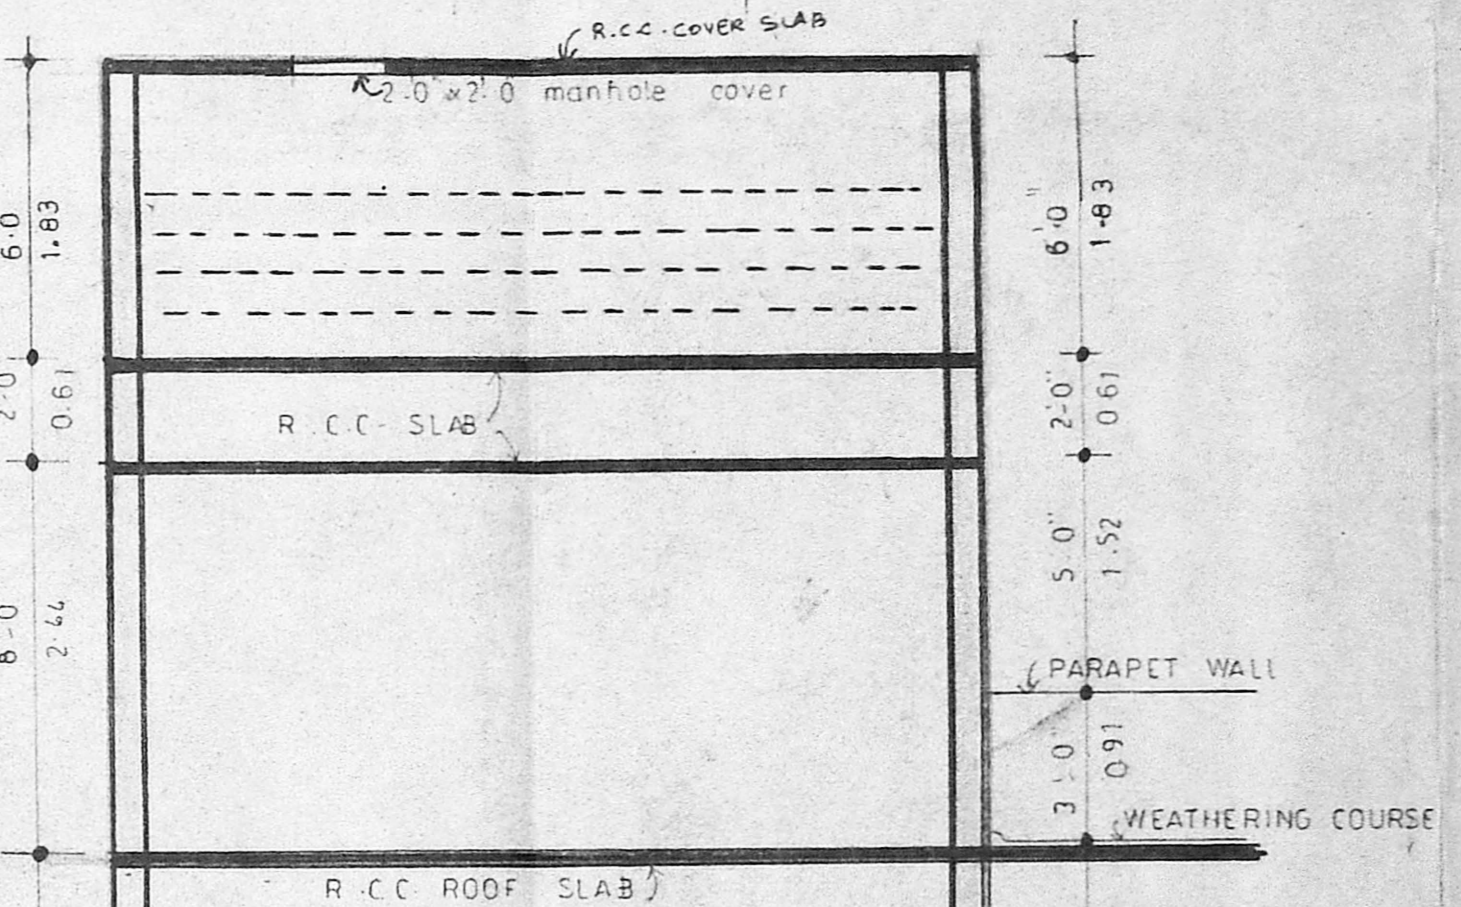 R.C.C. COVER SLAB
2'.0" x 2'.0" manhole cover
6.0
1.83
6'.0"
1.83
2-0
0.61
R.C.C- SLAB
2'-0"
0 61
5.0"
1.52
8-0
2.44
PARAPET WALL
3'.0"
0.91
WEATHERING COURSE
R.C.C. ROOF SLAB